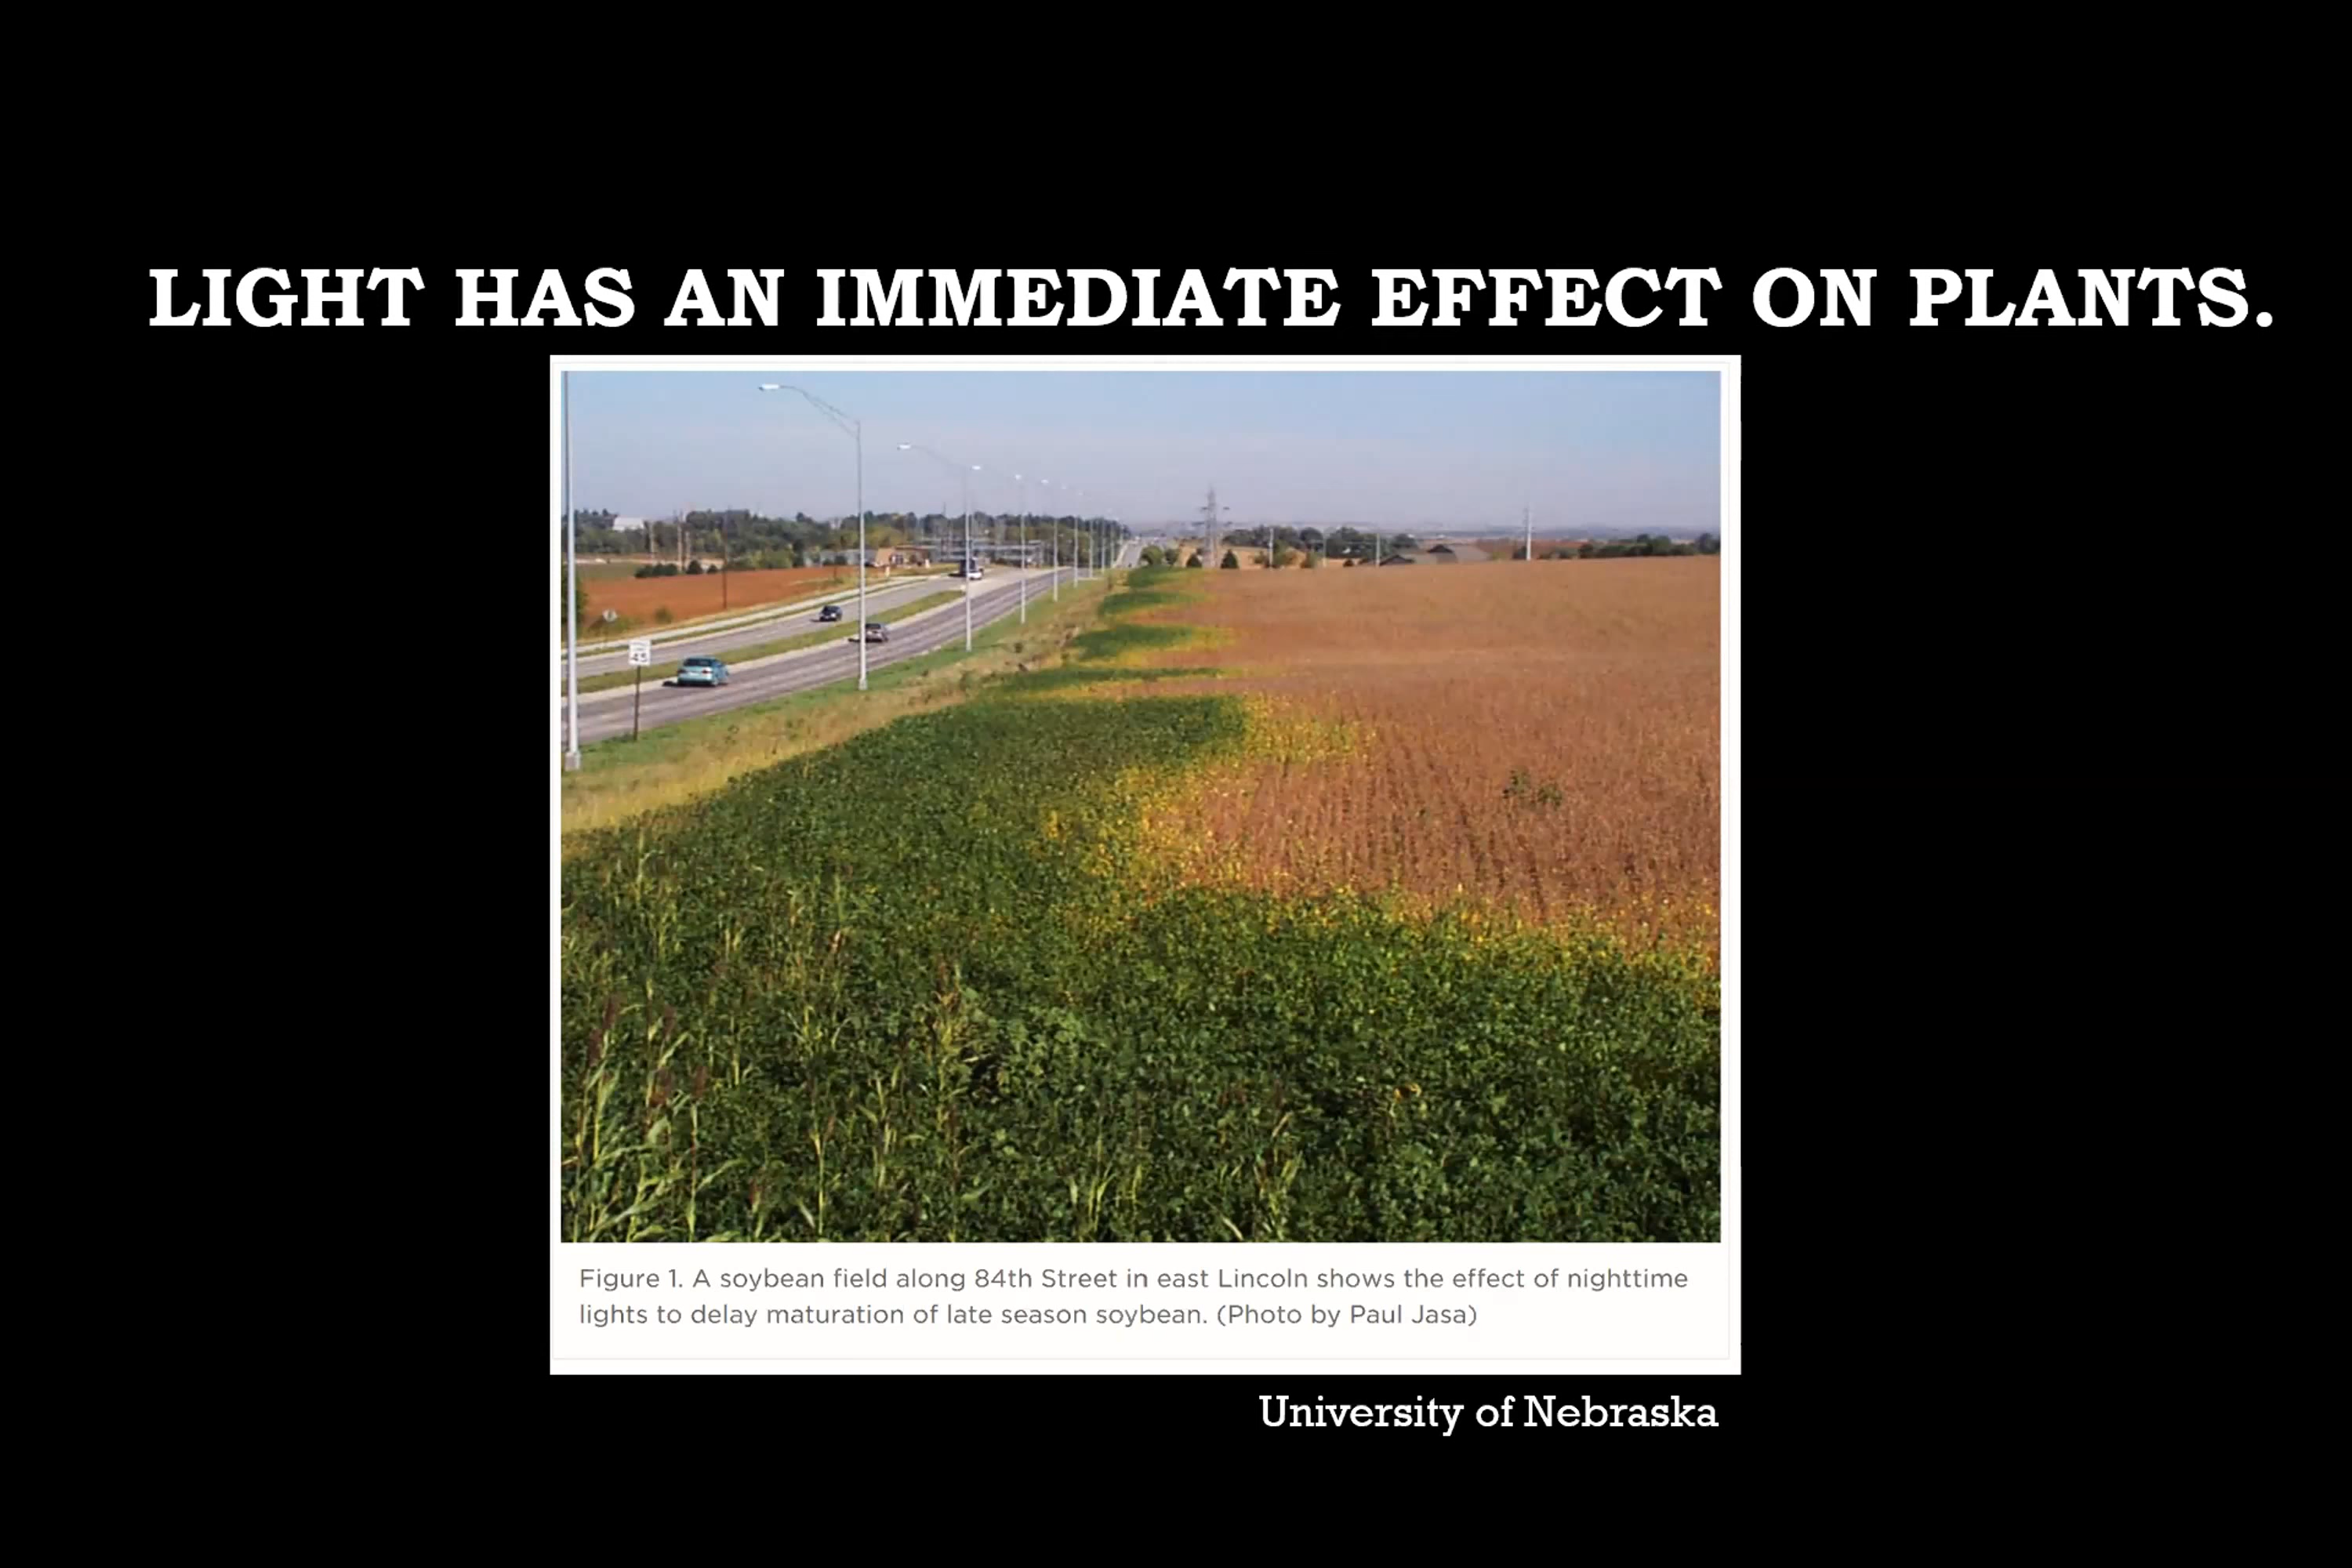 LIGHT HAS AN IMMEDIATE EFFECT ON PLANTS.
45
Figure 1. A soybean field along 84th Street in east Lincoln shows the effect of nighttime
lights to delay maturation of late season soybean. (Photo by Paul Jasa)
University of Nebraska